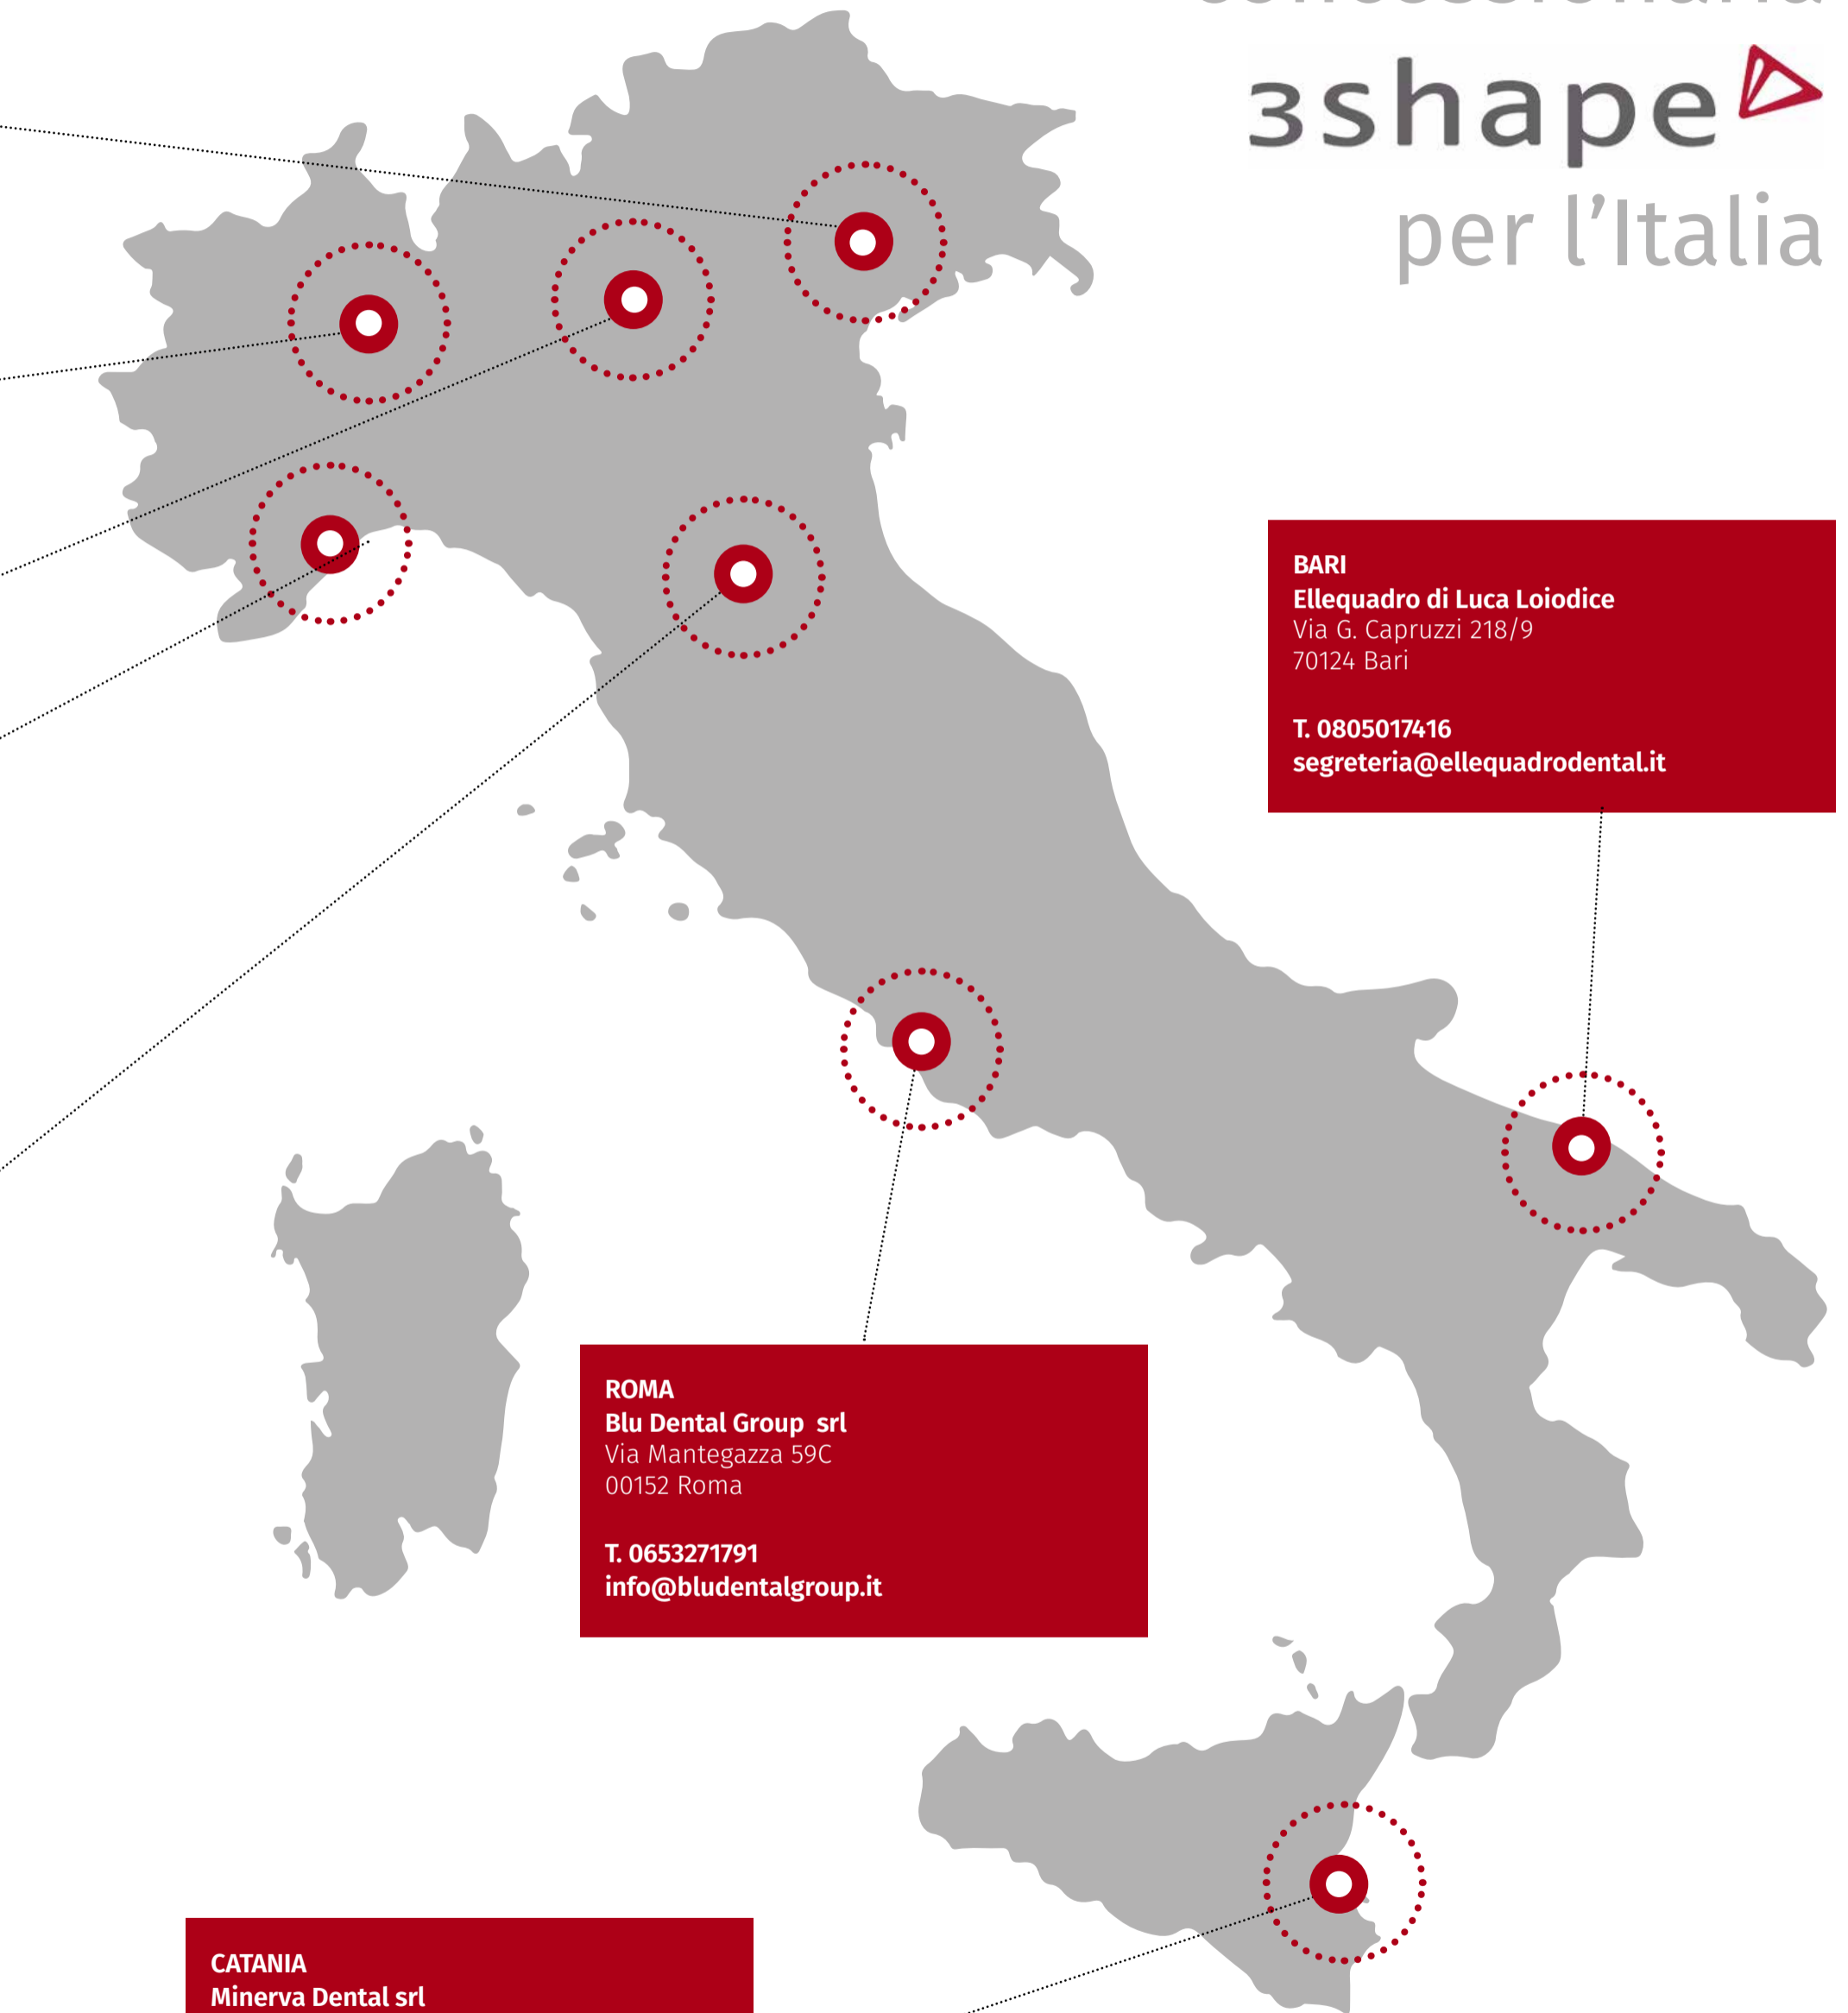 3shape
per l'Italia
BARI
Ellequadro di Luca Loiodice
Via G. Capruzzi 218/9
70124 Bari
T. 0805017416
segreteria@ellequadrodental.it
ROMA
Blu Dental Group  srl
Via Mantegazza 59C
00152 Roma
T. 0653271791
info@bludentalgroup.it
CATANIA
Minerva Dental srl